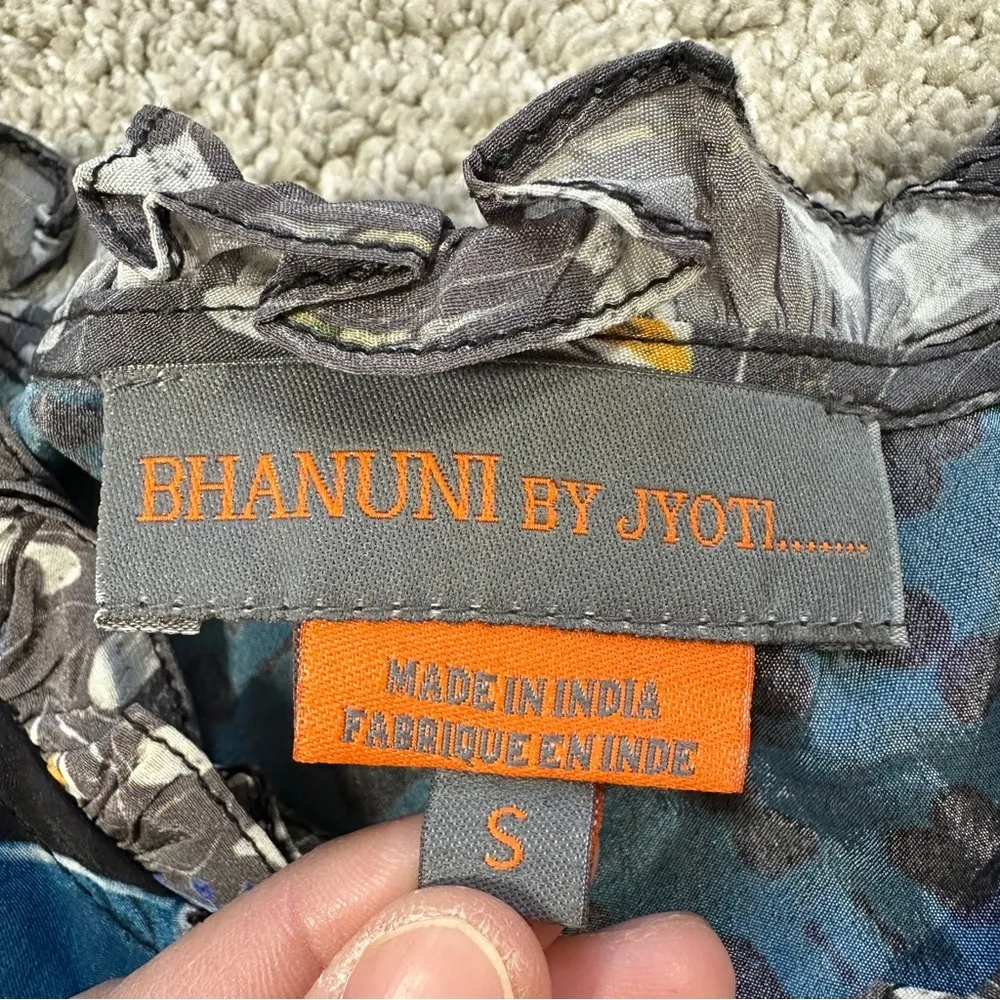 BHANUNI BY JYOTI........
MADE IN INDIA
FABRIQUE EN INDE
S